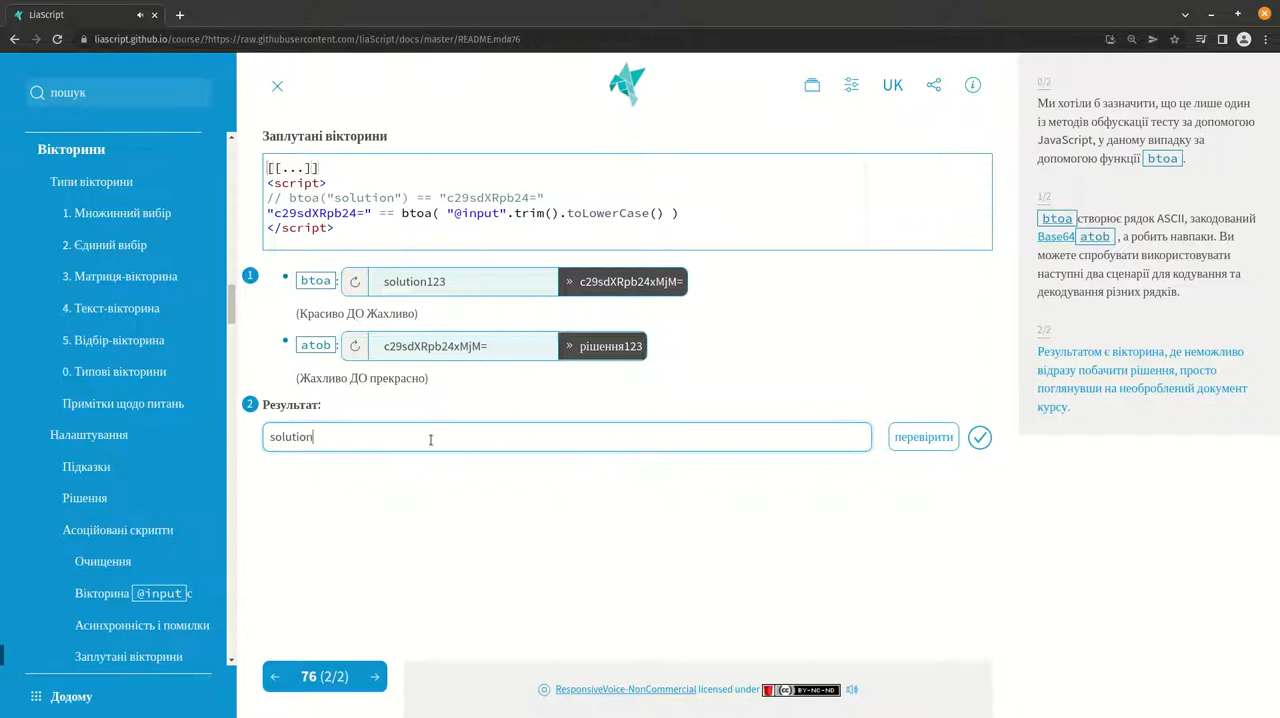 LiaScript
liascript.github.io/course/?https://raw.githubusercontent.com/liaScript/docs/master/README.md#76
пошук
Вікторини
Типи вікторини
1. Множинний вибір
2. Єдиний вибір
3. Матриця-вікторина
4. Текст-вікторина
5. Відбір-вікторина
0. Типові вікторини
Примітки щодо питань
Налаштування
Підказки
Рішення
Асоційовані скрипти
Очищення
Вікторина @input с
Асинхронність і помилки
Заплутані вікторини
Додому
UK
Заплутані вікторини
[[...]]
<script>
// btoa("solution") == "c29sdXRpb24="
"c29sdXRpb24=" == btoa( "@input".trim().toLowerCase() )
</script>
1
btoa: solution123 » c29sdXRpb24xMjM=
(Красиво ДО Жахливо)
atob: c29sdXRpb24xMjM= » рішення123
(Жахливо ДО прекрасно)
2 Результат:
solution перевірити
76 (2/2)
ResponsiveVoice-NonCommercial licensed under
cc BY-NC-ND
0/2
Ми хотіли б зазначити, що це лише один
із методів обфускації тесту за допомогою
JavaScript, у даному випадку за
допомогою функції btoa.
1/2
btoa створює рядок ASCII, закодований
Base64 atob , а робить навпаки. Ви
можете спробувати використовувати
наступні два сценарії для кодування та
декодування різних рядків.
2/2
Результатом є вікторина, де неможливо
відразу побачити рішення, просто
поглянувши на необроблений документ
курсу.